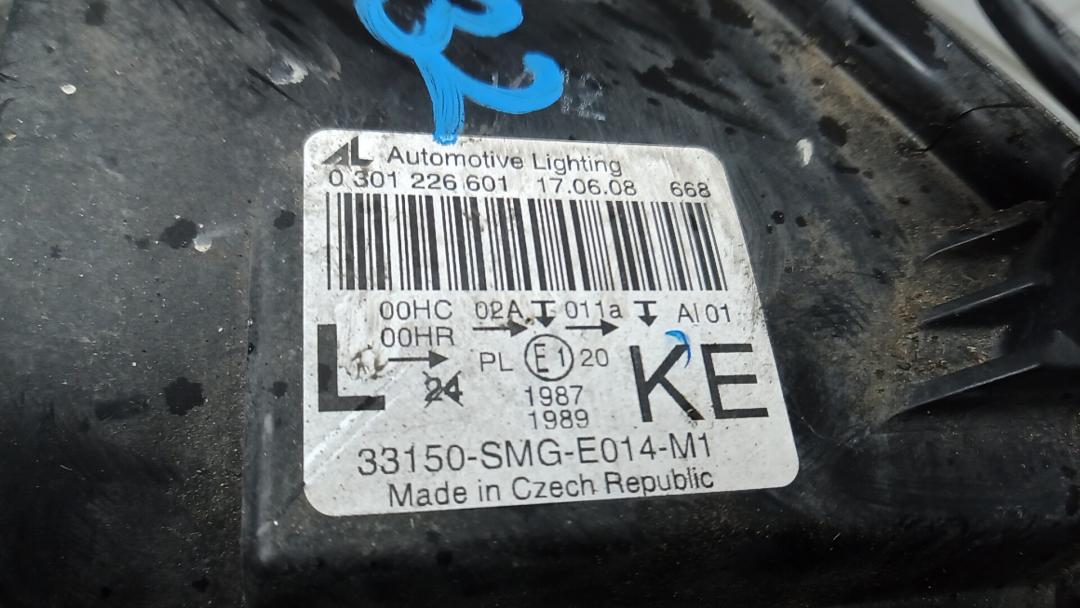 AL Automotive Lighting
0 301 226 601 17.06.08 668
00HC 02A 011a AI 01
00HR
L PL E1 20 KE
24
1987
1989
33150-SMG-E014-M1
Made in Czech Republic